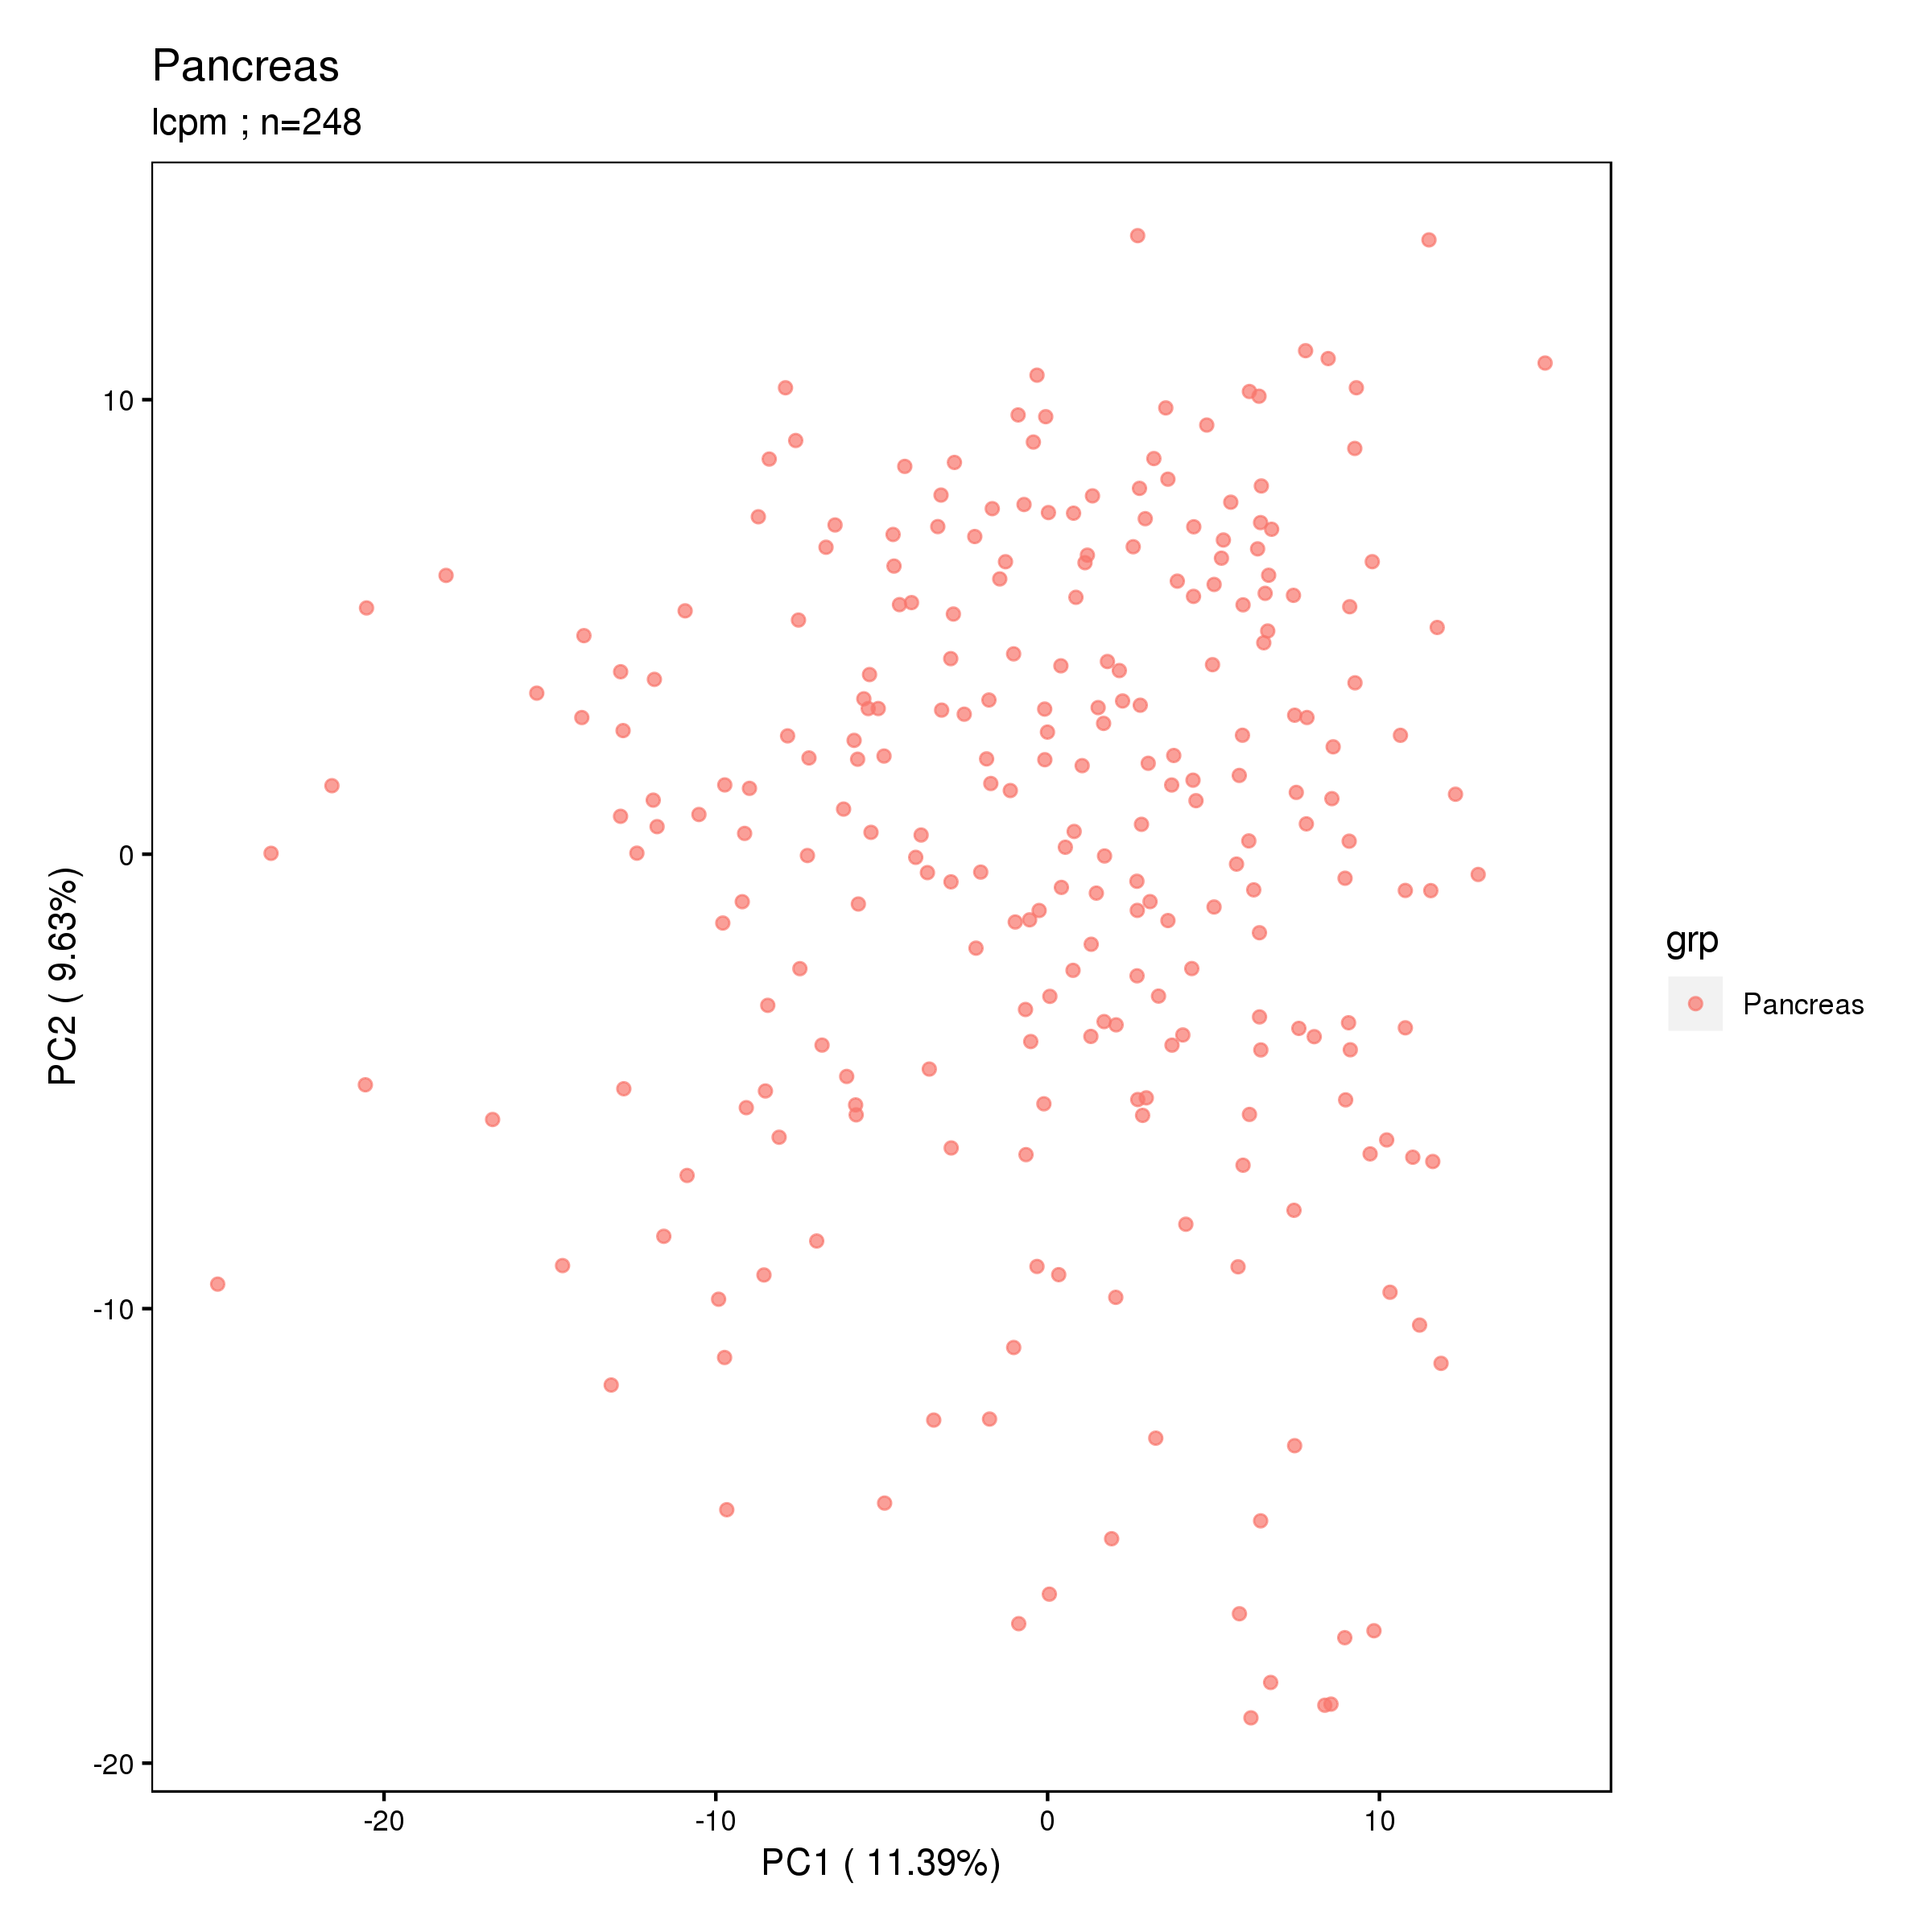 Pancreas
lcpm ; n=248
10
0
-10
-20
PC2 ( 9.63%)
-20
-10
0
10
PC1 ( 11.39%)
grp
Pancreas